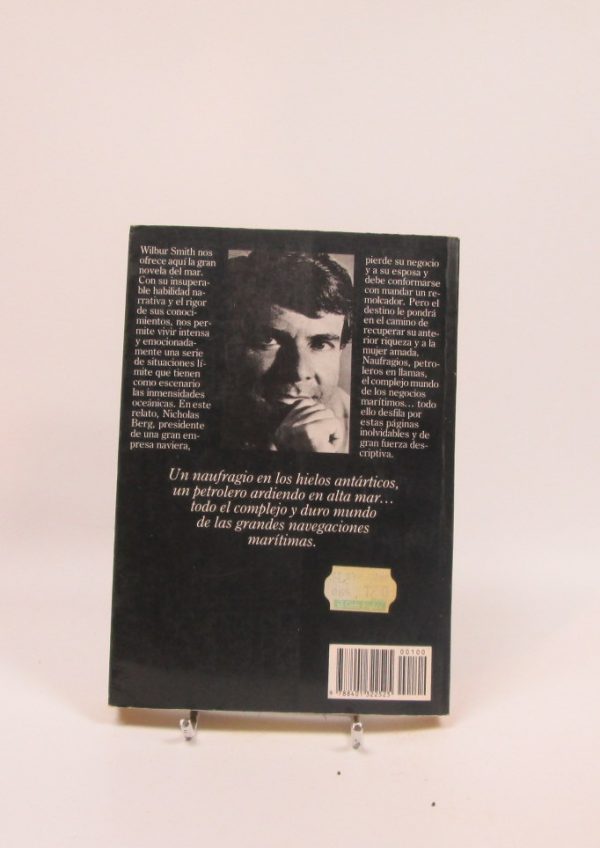 Wilbur Smith nos
ofrece aquí la gran
novela del mar.
Con su insupera-
ble habilidad na-
rrativa y el rigor
de sus conoci-
mientos, nos per-
mite vivir intensa
y emocionada-
mente una serie
de situaciones lí-
mite que tienen
como escenario
las inmensidades
oceánicas. En este
relato, Nicholas
Berg, presidente
de una gran em-
presa naviera,
pierde su negocio
y a su esposa y
debe conformarse
con mandar un re-
molcador. Pero el
destino le pondrá
en el camino de
recuperar su ante-
rior riqueza y a la
mujer amada.
Naufragios, petro-
leros en llamas,
el complejo mundo
de los negocios
marítimos... todo
ello desfila por
estas páginas
inolvidables y de
gran fuerza des-
criptiva.
Un naufragio en los hielos antárticos,
un petrolero ardiendo en alta mar...
todo el complejo y duro mundo
de las grandes navegaciones
marítimas.
00100
9 788401 322525